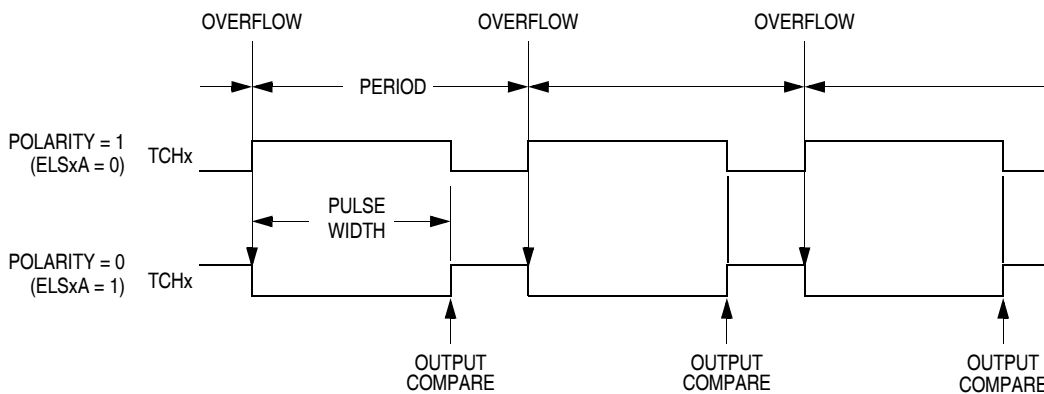 OVERFLOW OVERFLOW OVERFLOW
PERIOD
POLARITY = 1
(ELSxA = 0)
TCHx
PULSE
WIDTH
POLARITY = 0
(ELSxA = 1)
TCHx
OUTPUT
COMPARE
OUTPUT
COMPARE
OUTPUT
COMPARE